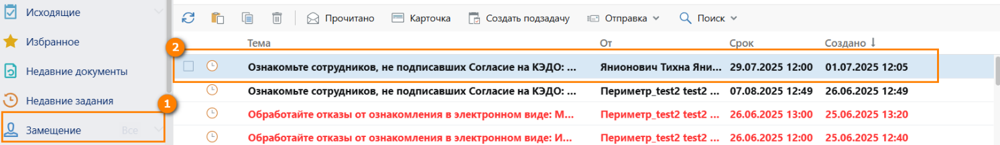 Исходящие
Избранное
Недавние документы
Недавние задания
1
Замещение Все
Прочитано Карточка Создать подзадачу Отправка Поиск
2
Тема От Срок Создано ↓
Ознакомьте сотрудников, не подписавших Согласие на КЭДО: ... Янионович Тихна Яни... 29.07.2025 12:00 01.07.2025 12:05
Ознакомьте сотрудников, не подписавших Согласие на КЭДО: ... Периметр_test2 test2 ... 07.08.2025 12:49 26.06.2025 12:49
Обработайте отказы от ознакомления в электронном виде: М... Периметр_test2 test2 ... 26.06.2025 13:00 25.06.2025 13:20
Обработайте отказы от ознакомления в электронном виде: И... Периметр_test2 test2 ... 26.06.2025 12:00 25.06.2025 12:40